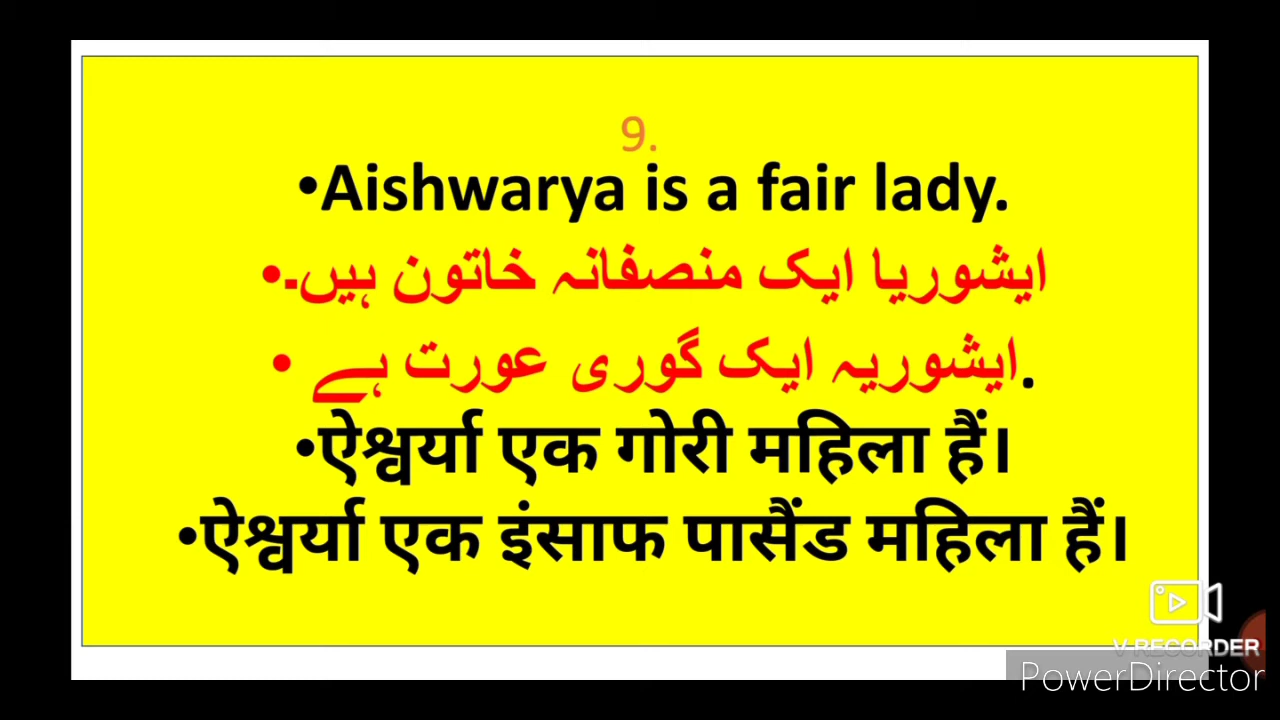 9.
•Aishwarya is a fair lady.
•ایشوریا ایک منصفانہ خاتون ہیں۔
• ایشوریہ ایک گوری عورت ہے.
•ऐश्वर्या एक गोरी महिला हैं।
•ऐश्वर्या एक इंसाफ पासैंड महिला हैं।
V RECORDER
PowerDirector